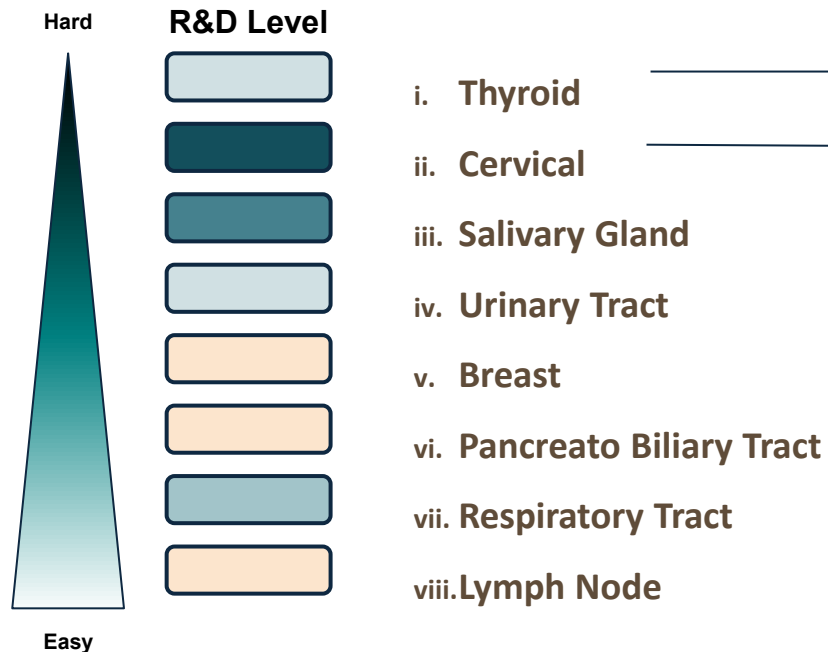 Hard
R&D Level
i. Thyroid
ii. Cervical
iii. Salivary Gland
iv. Urinary Tract
v. Breast
vi. Pancreato Biliary Tract
vii. Respiratory Tract
viii. Lymph Node
Easy